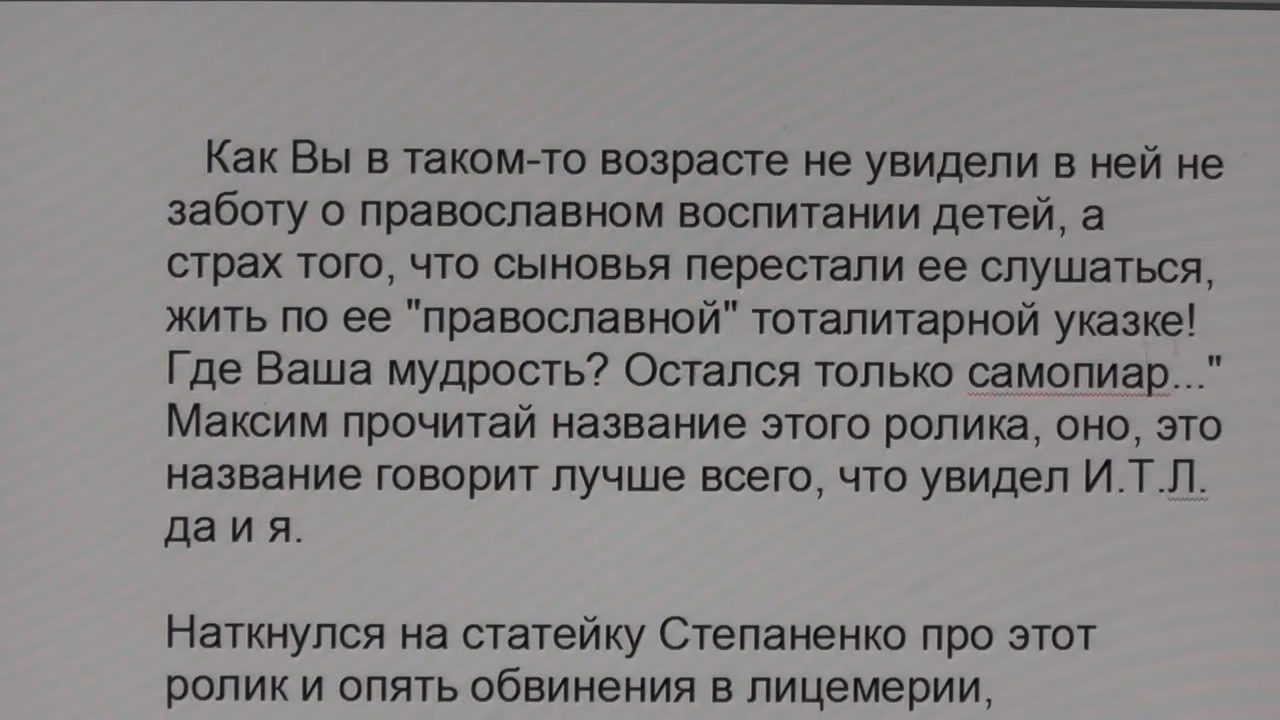 Как Вы в таком-то возрасте не увидели в ней не
заботу о православном воспитании детей, а
страх того, что сыновья перестали ее слушаться,
жить по ее "православной" тоталитарной указке!
Где Ваша мудрость? Остался только самопиар..."
Максим прочитай название этого ролика, оно, это
название говорит лучше всего, что увидел И.Т.Л.
да и я.
Наткнулся на статейку Степаненко про этот
ролик и опять обвинения в лицемерии,